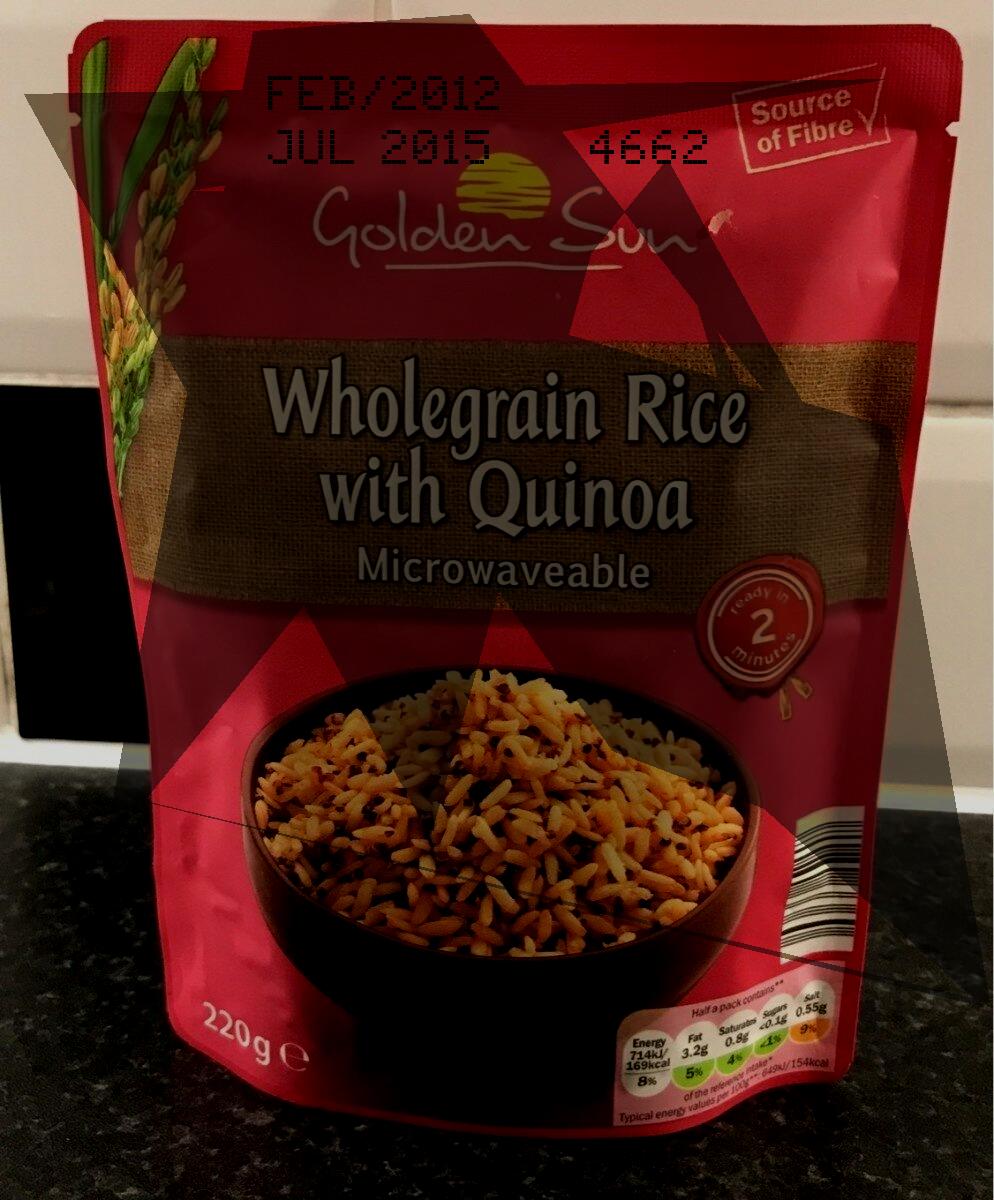 FEB/2012
JUL 2015 4662
Source
of Fibre
Golden Sun
Wholegrain Rice
with Quinoa
Microwaveable
ready in
2
minutes
220g e
Half a pack contains**
Energy
714kJ/
169kcal
8%
Fat
3.2g
5%
Saturates
0.8g
4%
Sugars
<0.1g
<1%
Salt
0.55g
9%
of the reference intake*
Typical energy values per 100g**: 649kJ/154kcal